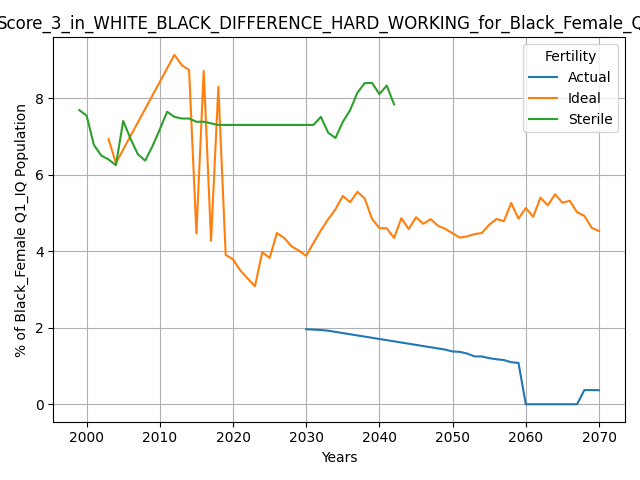 Score_3_in_WHITE_BLACK_DIFFERENCE_HARD_WORKING_for_Black_Female_Q
Fertility
Actual
Ideal
Sterile
% of Black_Female Q1_IQ Population
8
6
4
2
0
2000 2010 2020 2030 2040 2050 2060 2070
Years